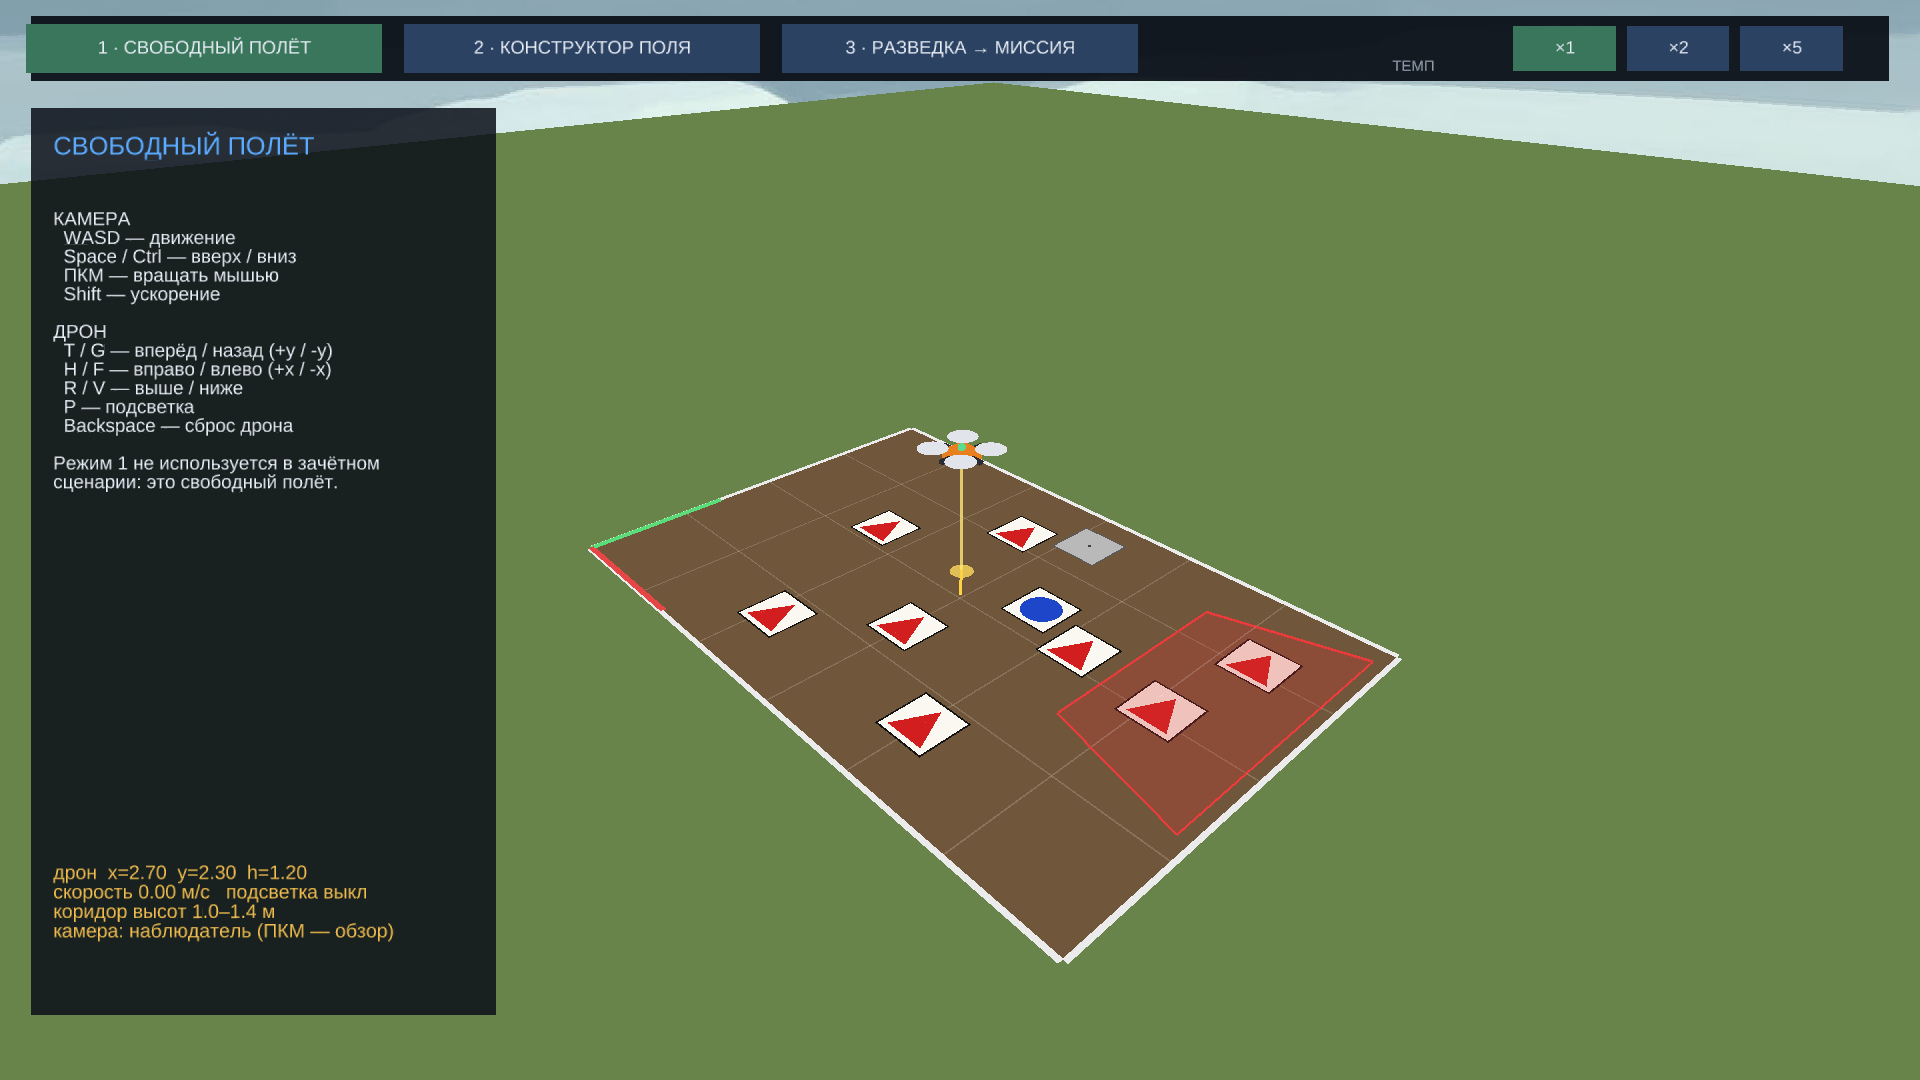 1 · СВОБОДНЫЙ ПОЛЁТ
2 · КОНСТРУКТОР ПОЛЯ
3 · РАЗВЕДКА → МИССИЯ
ТЕМП
×1
×2
×5
СВОБОДНЫЙ ПОЛЁТ
КАМЕРА
WASD — движение
Space / Ctrl — вверх / вниз
ПКМ — вращать мышью
Shift — ускорение
ДРОН
T / G — вперёд / назад (+y / -y)
H / F — вправо / влево (+x / -x)
R / V — выше / ниже
P — подсветка
Backspace — сброс дрона
Режим 1 не используется в зачётном
сценарии: это свободный полёт.
дрон x=2.70 y=2.30 h=1.20
скорость 0.00 м/с подсветка выкл
коридор высот 1.0–1.4 м
камера: наблюдатель (ПКМ — обзор)